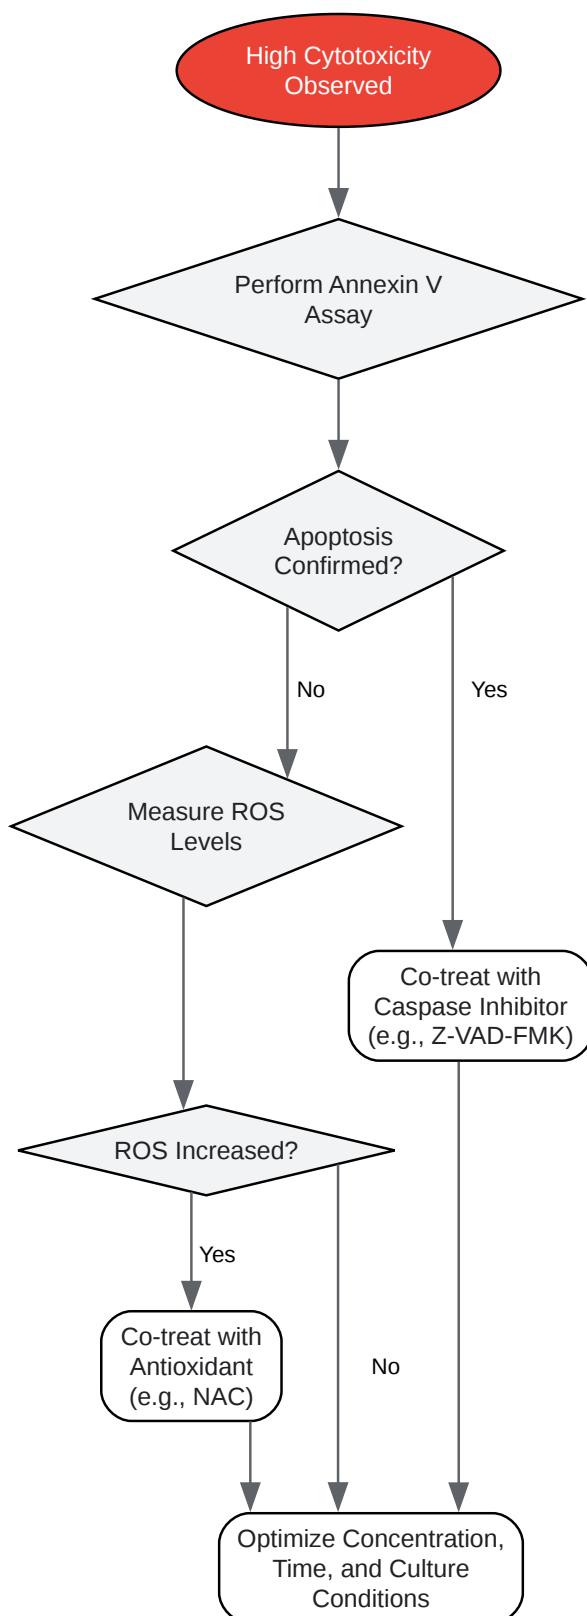 High Cytotoxicity
Observed
Perform Annexin V
Assay
Apoptosis
Confirmed?
No
Yes
Measure ROS
Levels
Co-treat with
Caspase Inhibitor
(e.g., Z-VAD-FMK)
ROS Increased?
Yes
Co-treat with
Antioxidant
(e.g., NAC)
No
Optimize Concentration,
Time, and Culture
Conditions